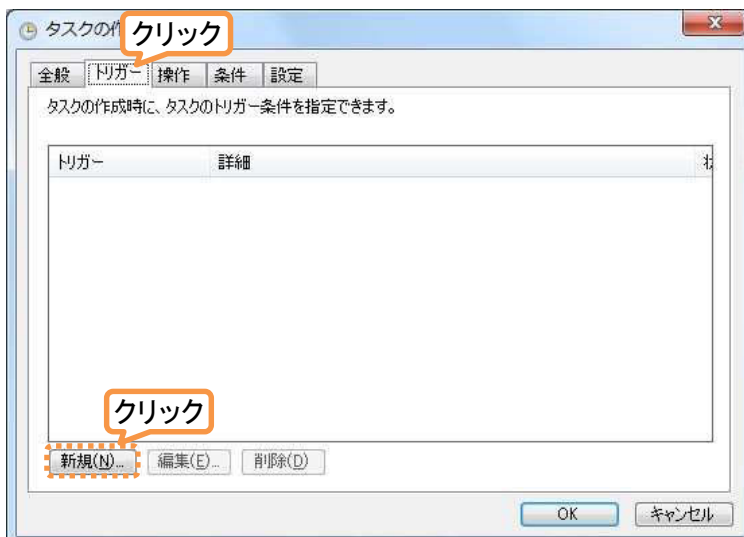 タスクの作
クリック
全般 トリガー 操作 条件 設定
タスクの作成時に、タスクのトリガー条件を指定できます。
トリガー 詳細
クリック
新規(N)... 編集(E)... 削除(D)
OK キャンセル